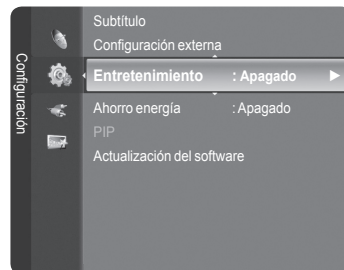 Configuración
Subtítulo
Configuración externa
Entretenimiento : Apagado
Ahorro energía : Apagado
PIP
Actualización del software